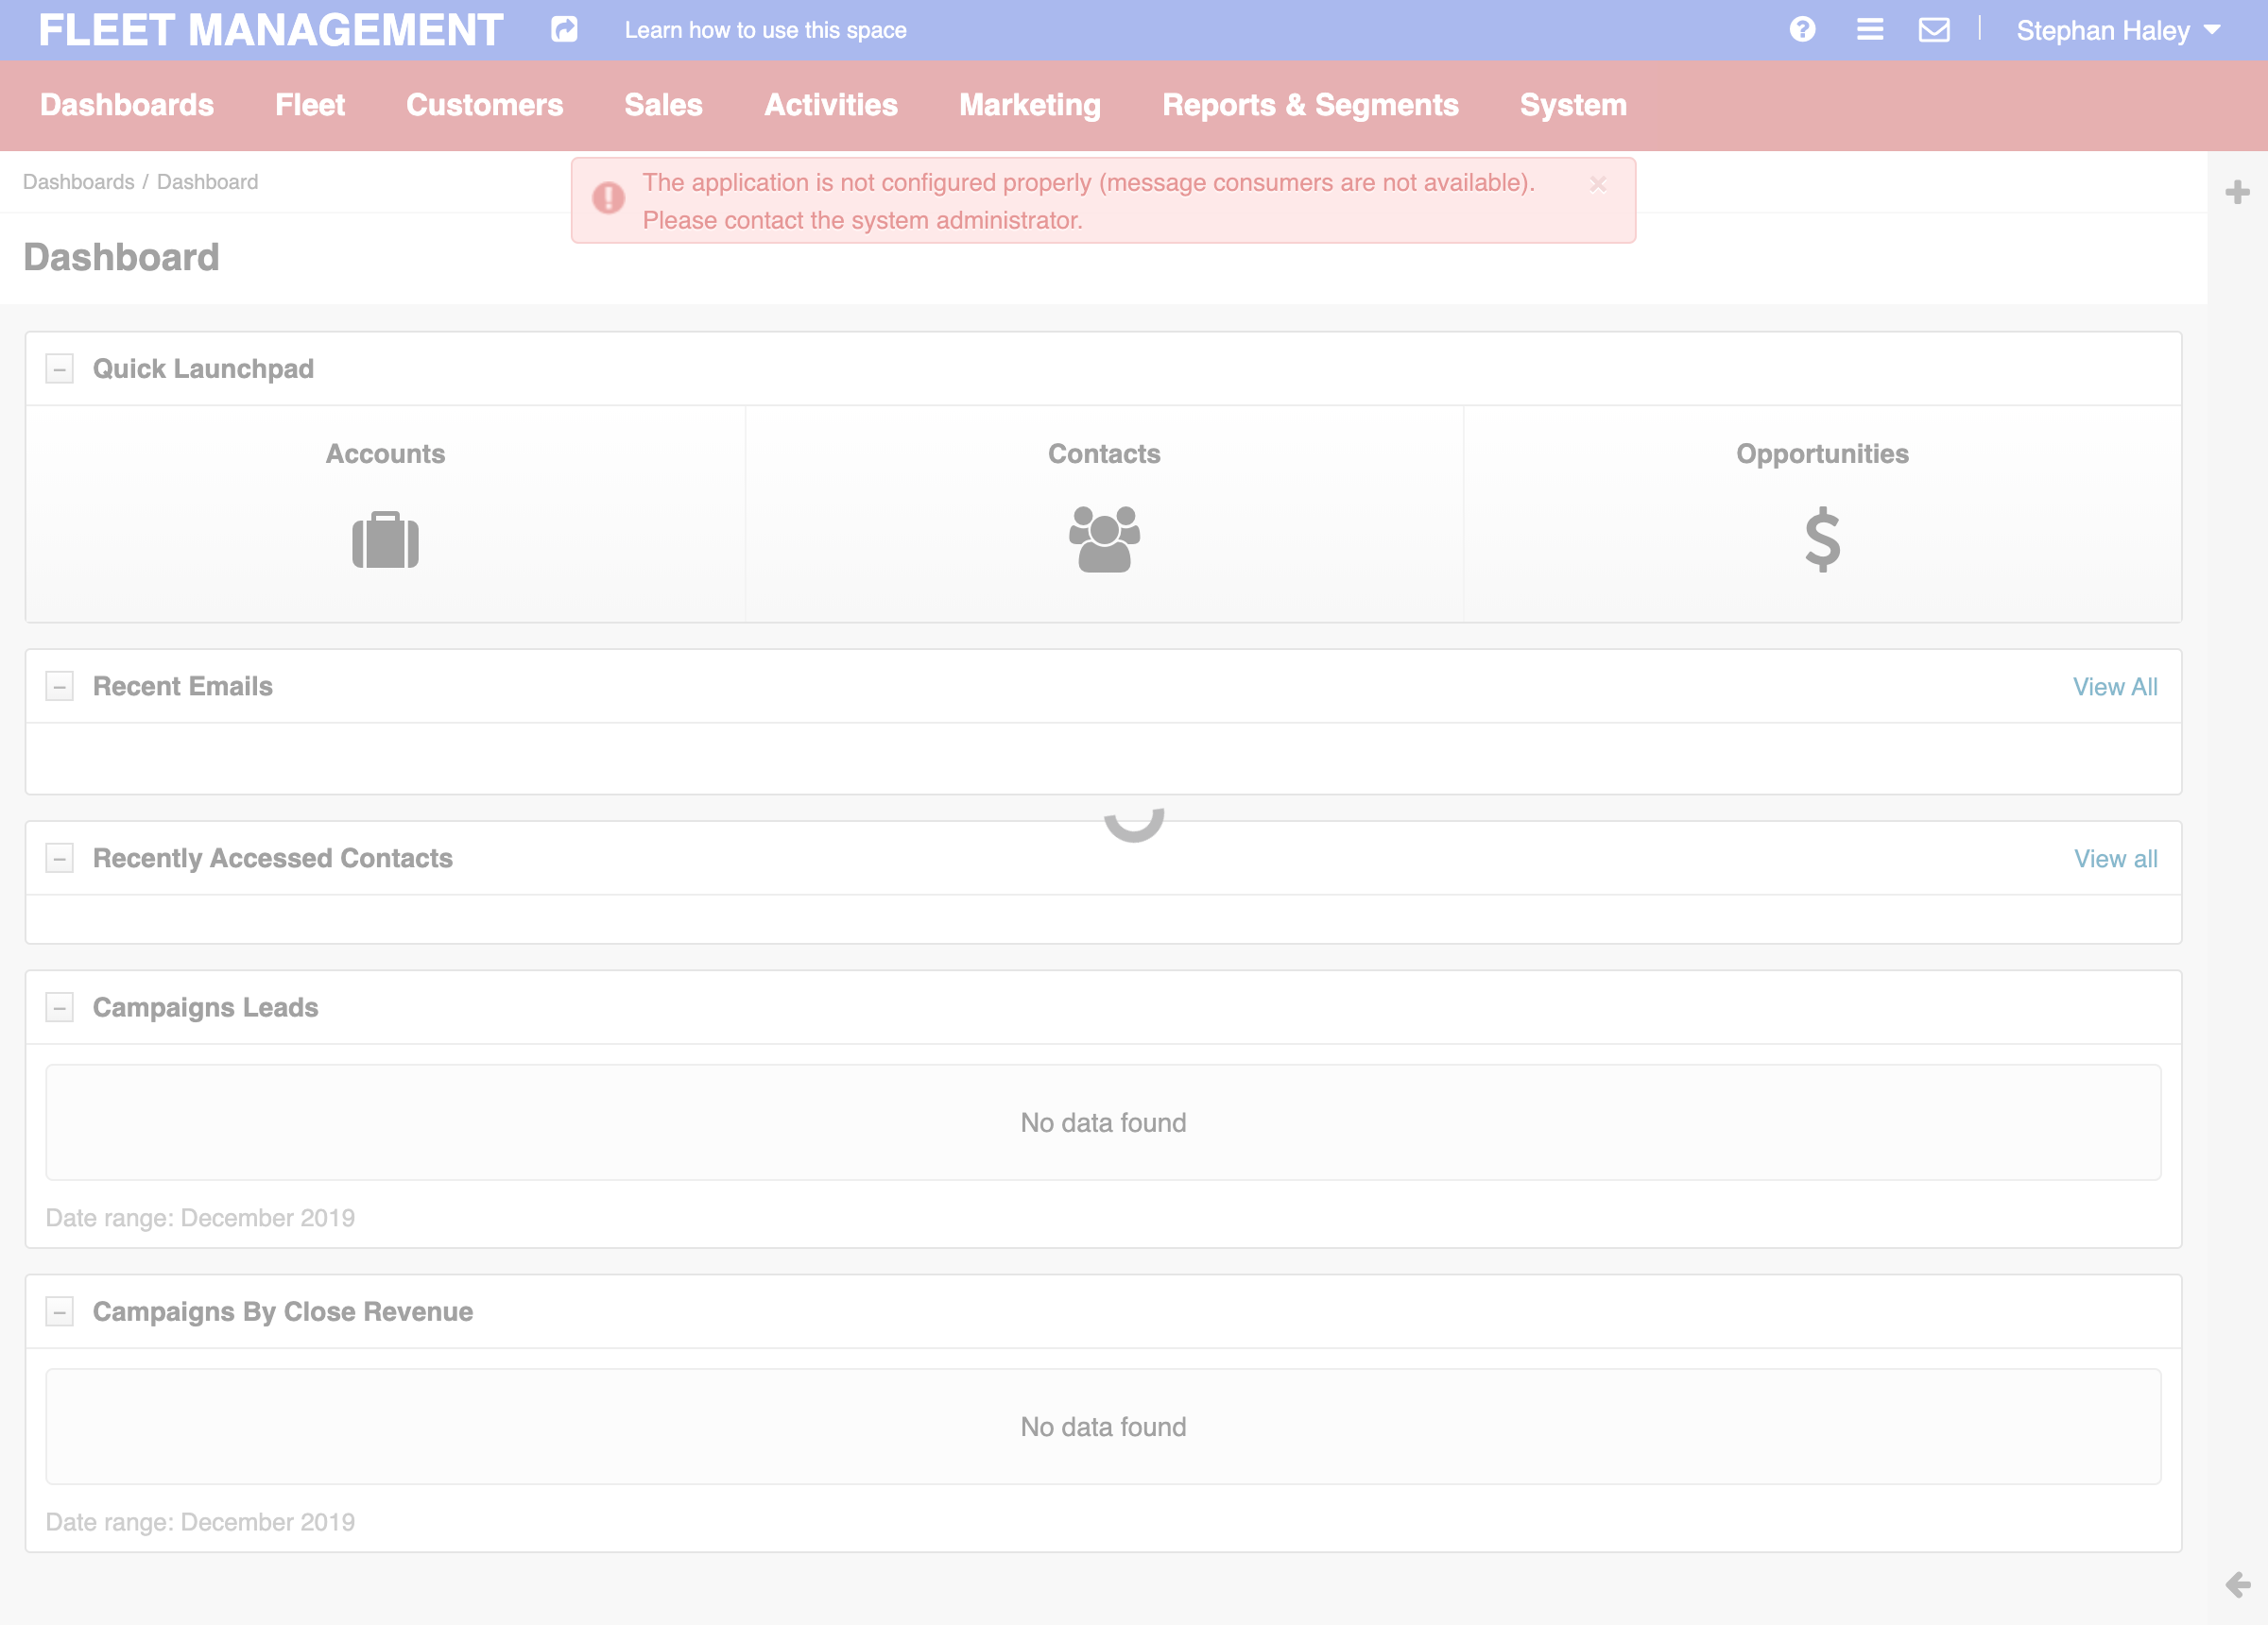 FLEET MANAGEMENT
Learn how to use this space
Stephan Haley
Dashboards Fleet Customers Sales Activities Marketing Reports & Segments System
Dashboards / Dashboard
The application is not configured properly (message consumers are not available).
Please contact the system administrator.
×
Dashboard
Quick Launchpad
Accounts Contacts Opportunities
Recent Emails View All
Recently Accessed Contacts View all
Campaigns Leads
No data found
Date range: December 2019
Campaigns By Close Revenue
No data found
Date range: December 2019